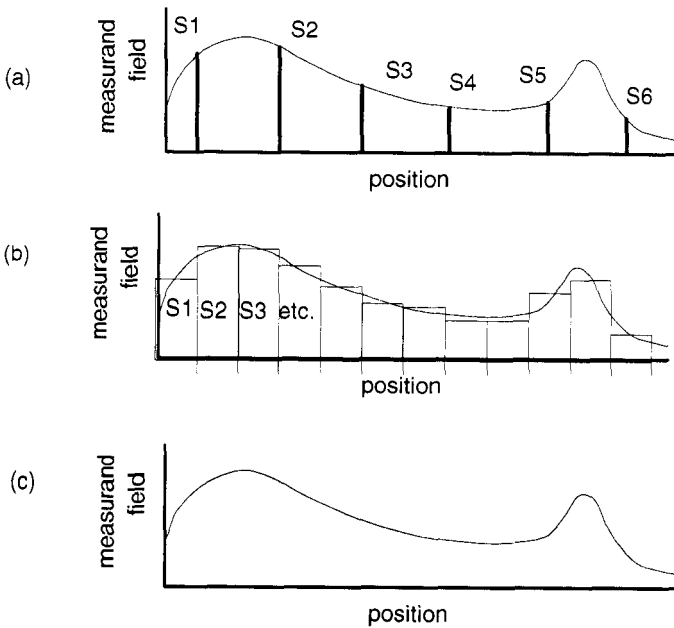 (a)
measurand
field
S1
S2
S3
S4
S5
S6
position
(b)
measurand
field
S1 S2 S3 etc.
position
(c)
measurand
field
position